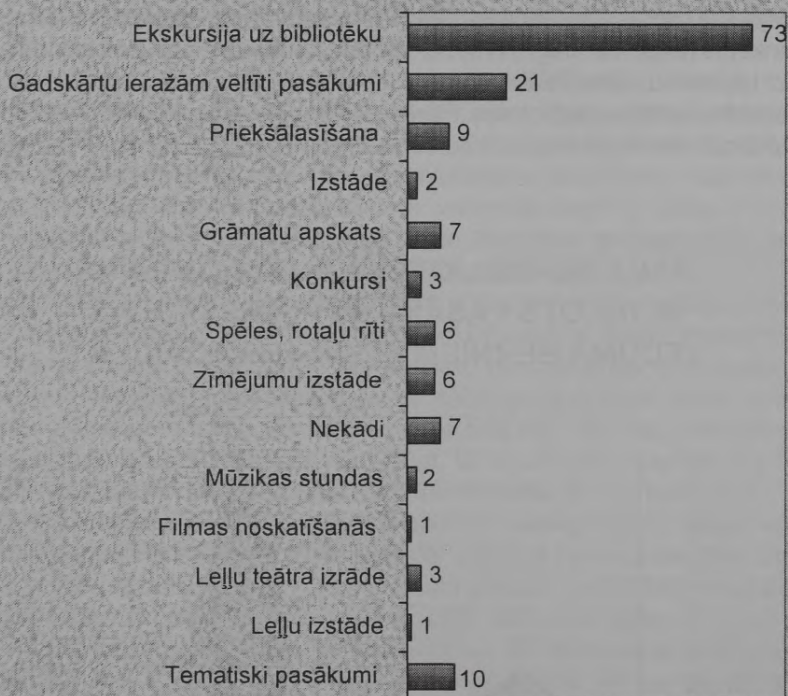 Ekskursija uz bibliotēku 73
Gadskārtu ieražām veltīti pasākumi 21
Priekšālasīšana 9
Izstāde 2
Grāmatu apskats 7
Konkursi 3
Spēles, rotaļu rīti 6
Zīmējumu izstāde 6
Nekādi 7
Mūzikas stundas 2
Filmas noskatīšanās 1
Leļļu teātra izrāde 3
Leļļu izstāde 1
Tematiski pasākumi 10